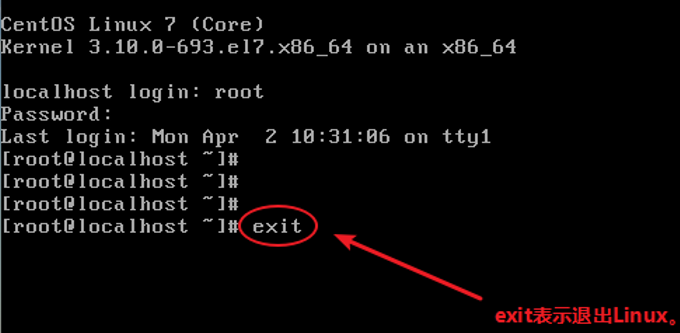 CentOS Linux 7 (Core)
Kernel 3.10.0-693.el7.x86_64 on an x86_64
localhost login: root
Password:
Last login: Mon Apr  2 10:31:06 on tty1
[root@localhost ~]#
[root@localhost ~]#
[root@localhost ~]#
[root@localhost ~]# exit
exit表示退出Linux。